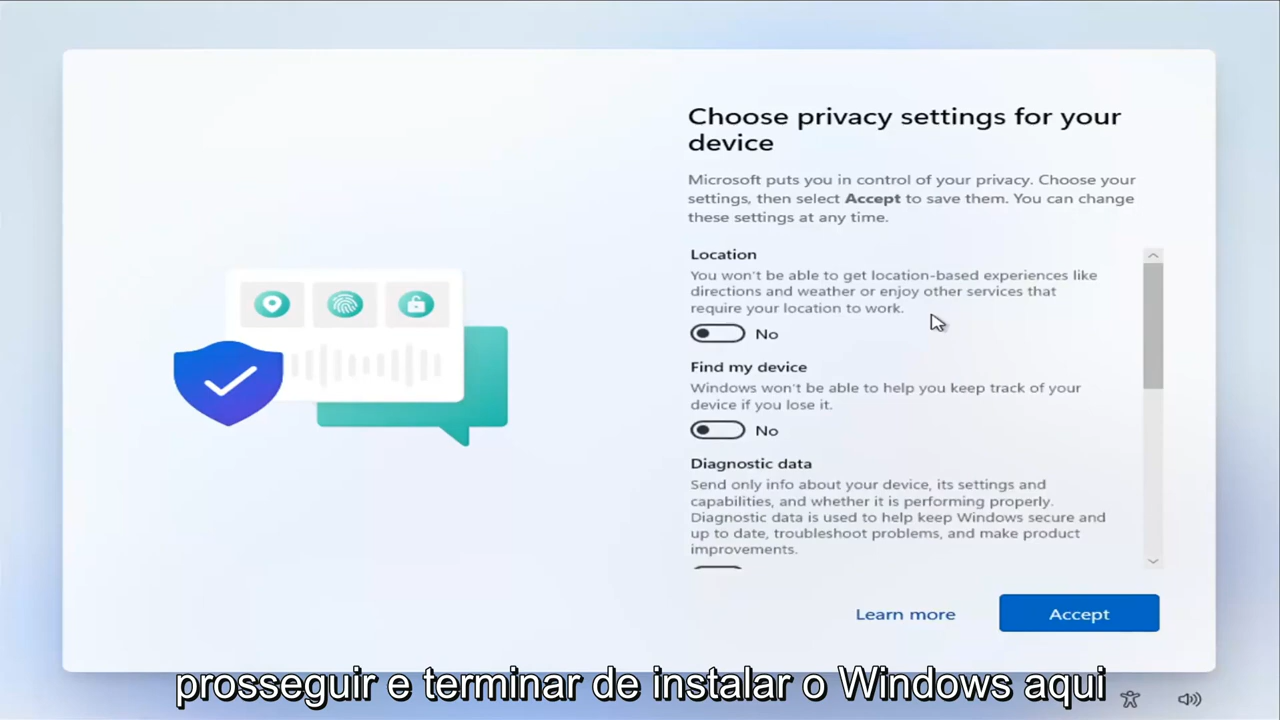 Choose privacy settings for your
device
Microsoft puts you in control of your privacy. Choose your
settings, then select Accept to save them. You can change
these settings at any time.
Location
You won't be able to get location-based experiences like
directions and weather or enjoy other services that
require your location to work.
No
Find my device
Windows won't be able to help you keep track of your
device if you lose it.
No
Diagnostic data
Send only info about your device, its settings and
capabilities, and whether it is performing properly.
Diagnostic data is used to help keep Windows secure and
up to date, troubleshoot problems, and make product
improvements.
Learn more
Accept
prosseguir e terminar de instalar o Windows aqui